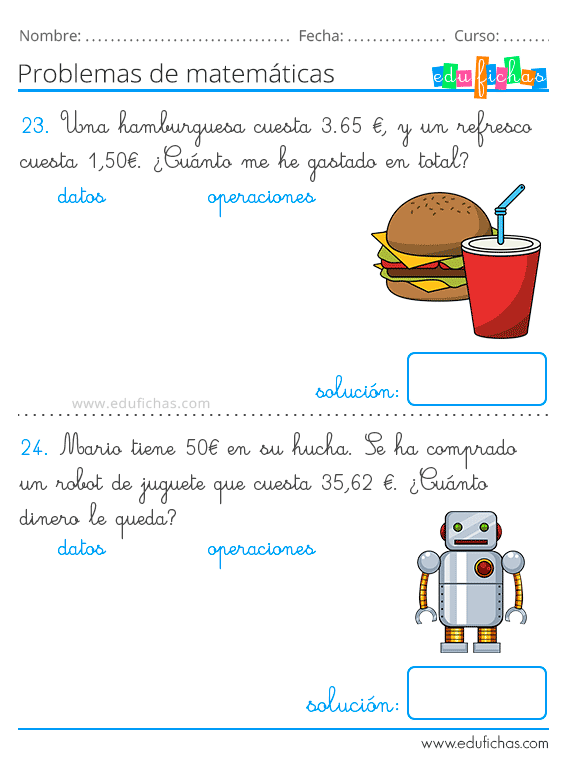 Nombre: ................................. Fecha: ................ Curso: ............
Problemas de matemáticas
edufichas
23. Una hamburguesa cuesta 3.65 €, y un refresco
cuesta 1,50€. ¿Cuánto me he gastado en total?
datos operaciones
solución:
www.edufichas.com
24. Mario tiene 50€ en su hucha. Se ha comprado
un robot de juguete que cuesta 35,62 €. ¿Cuánto
dinero le queda?
datos operaciones
solución:
www.edufichas.com